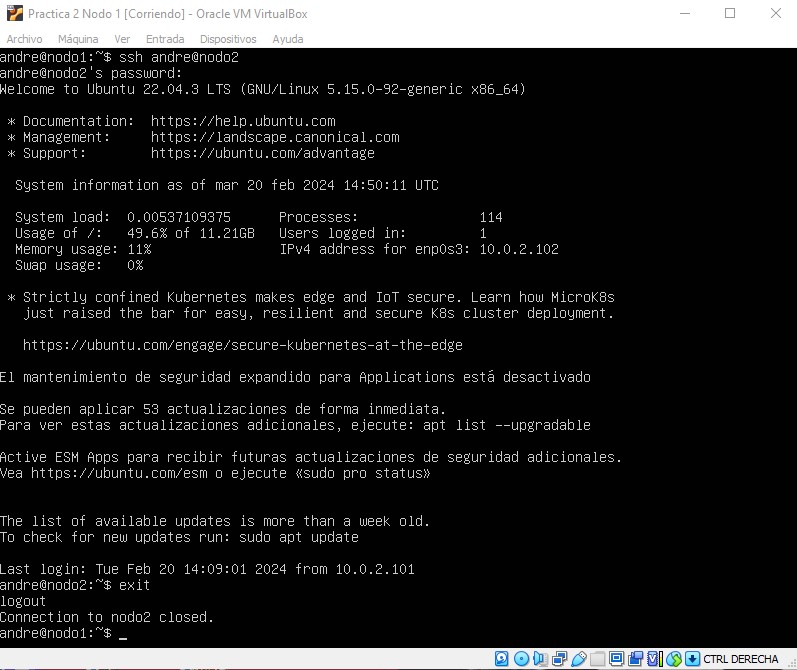 Practica 2 Nodo 1 [Corriendo] - Oracle VM VirtualBox
Archivo Máquina Ver Entrada Dispositivos Ayuda
andre@nodo1:~$ ssh andre@nodo2
andre@nodo2's password:
Welcome to Ubuntu 22.04.3 LTS (GNU/Linux 5.15.0-92-generic x86_64)
* Documentation: https://help.ubuntu.com
* Management: https://landscape.canonical.com
* Support: https://ubuntu.com/advantage
System information as of mar 20 feb 2024 14:50:11 UTC
System load: 0.00537109375 Processes: 114
Usage of /: 49.6% of 11.21GB Users logged in: 1
Memory usage: 11% IPv4 address for enp0s3: 10.0.2.102
Swap usage: 0%
* Strictly confined Kubernetes makes edge and IoT secure. Learn how MicroK8s
just raised the bar for easy, resilient and secure K8s cluster deployment.
https://ubuntu.com/engage/secure-kubernetes-at-the-edge
El mantenimiento de seguridad expandido para Applications está desactivado
Se pueden aplicar 53 actualizaciones de forma inmediata.
Para ver estas actualizaciones adicionales, ejecute: apt list --upgradable
Active ESM Apps para recibir futuras actualizaciones de seguridad adicionales.
Vea https://ubuntu.com/esm o ejecute «sudo pro status»
The list of available updates is more than a week old.
To check for new updates run: sudo apt update
Last login: Tue Feb 20 14:09:01 2024 from 10.0.2.101
andre@nodo2:~$ exit
logout
Connection to nodo2 closed.
andre@nodo1:~$ _
CTRL DERECHA